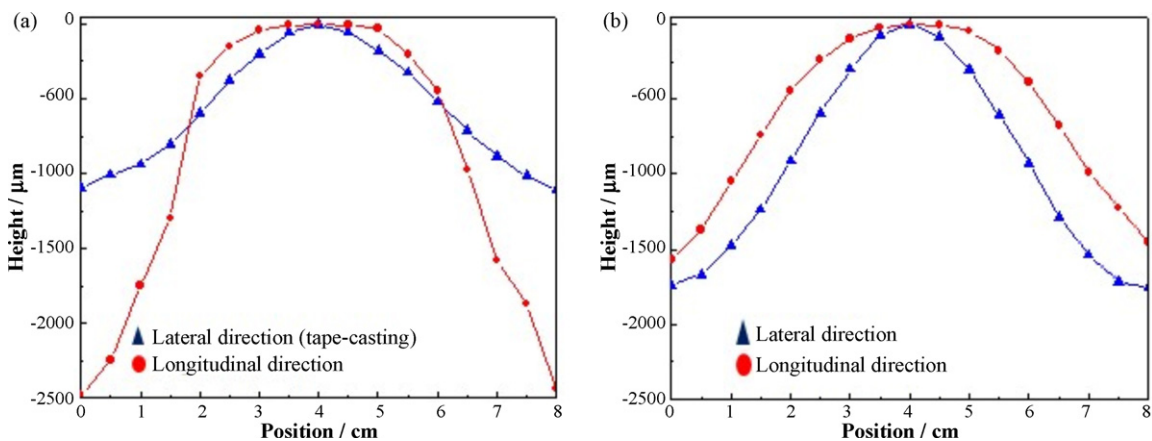 (a)
0
-600
-1000
-1500
-2000
-2500
Height / μm
Lateral direction (tape-casting)
Longitudinal direction
0 1 2 3 4 5 6 7 8
Position / cm
(b)
0
-600
-1000
-1500
-2000
-2500
Height / μm
Lateral direction
Longitudinal direction
0 1 2 3 4 5 6 7 8
Position / cm